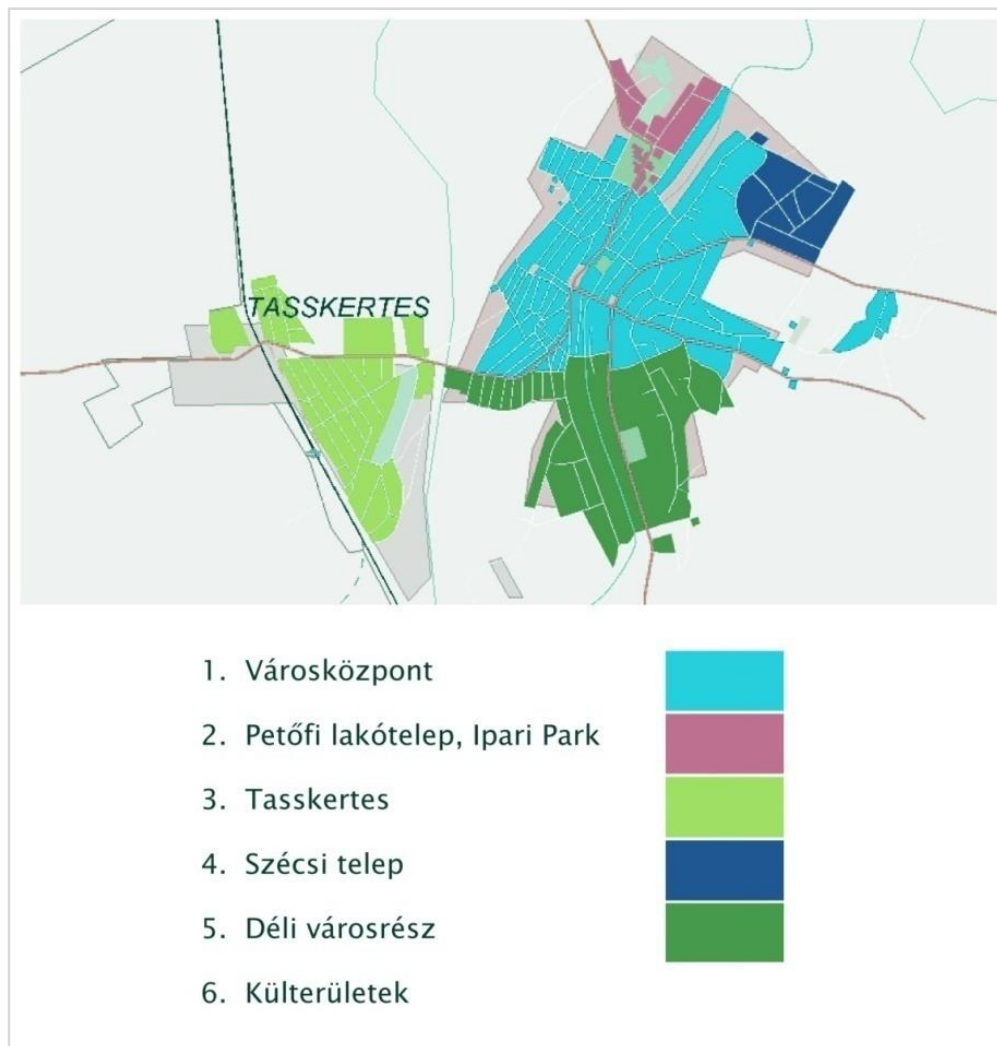 TASSKERTES
1. Városközpont
2. Petőfi lakótelep, Ipari Park
3. Tasskertes
4. Szécsi telep
5. Déli városrész
6. Külterületek